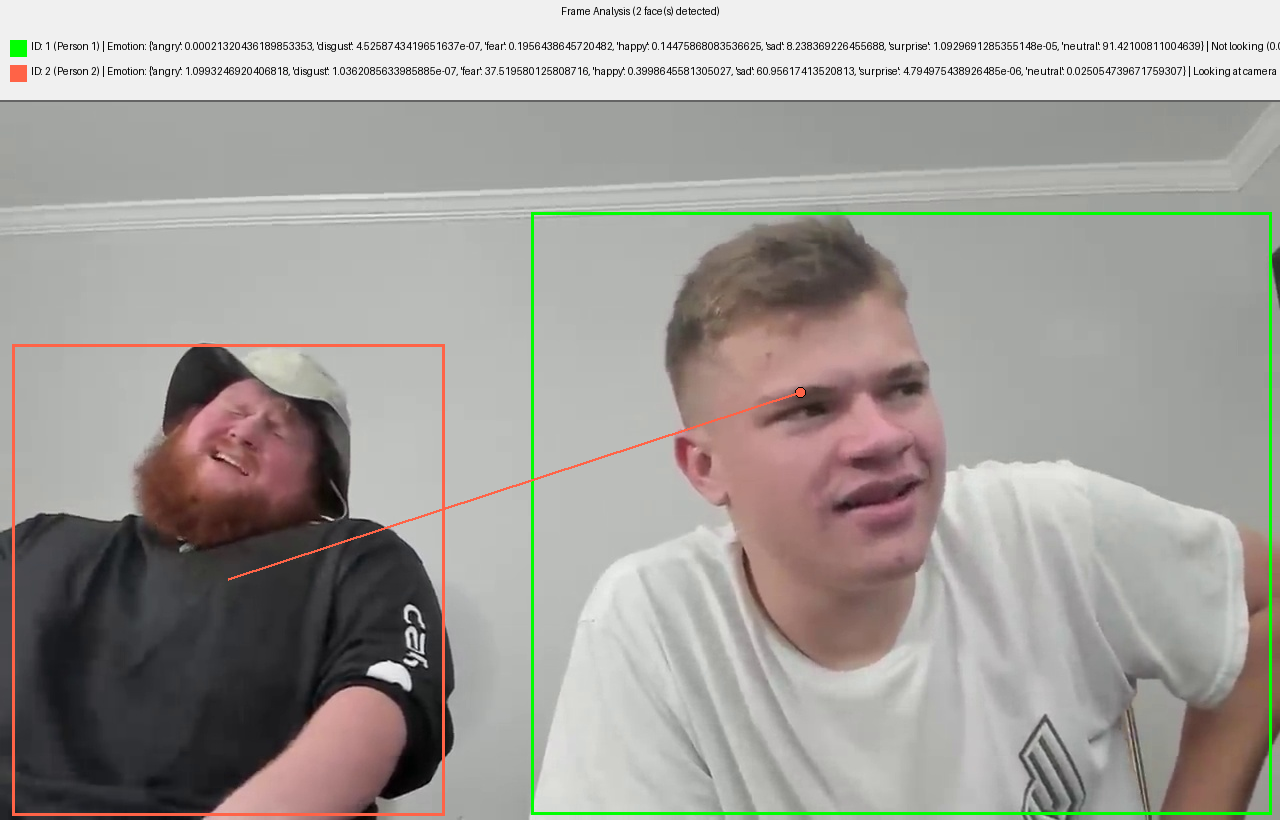 Frame Analysis (2 face(s) detected)
ID: 1 (Person 1) | Emotion: {'angry': 0.00021320436189853353, 'disgust': 4.5258743419651637e-07, 'fear': 0.1956438645720482, 'happy': 0.14475868083536625, 'sad': 8.238369226455688, 'surprise': 1.0929691285355148e-05, 'neutral': 91.42100811004639} | Not looking (0.0
ID: 2 (Person 2) | Emotion: {'angry': 1.0993246920406818, 'disgust': 1.0362085633985885e-07, 'fear': 37.519580125808716, 'happy': 0.3998645581305027, 'sad': 60.95617413520813, 'surprise': 4.794975438926485e-06, 'neutral': 0.025054739671759307} | Looking at camera